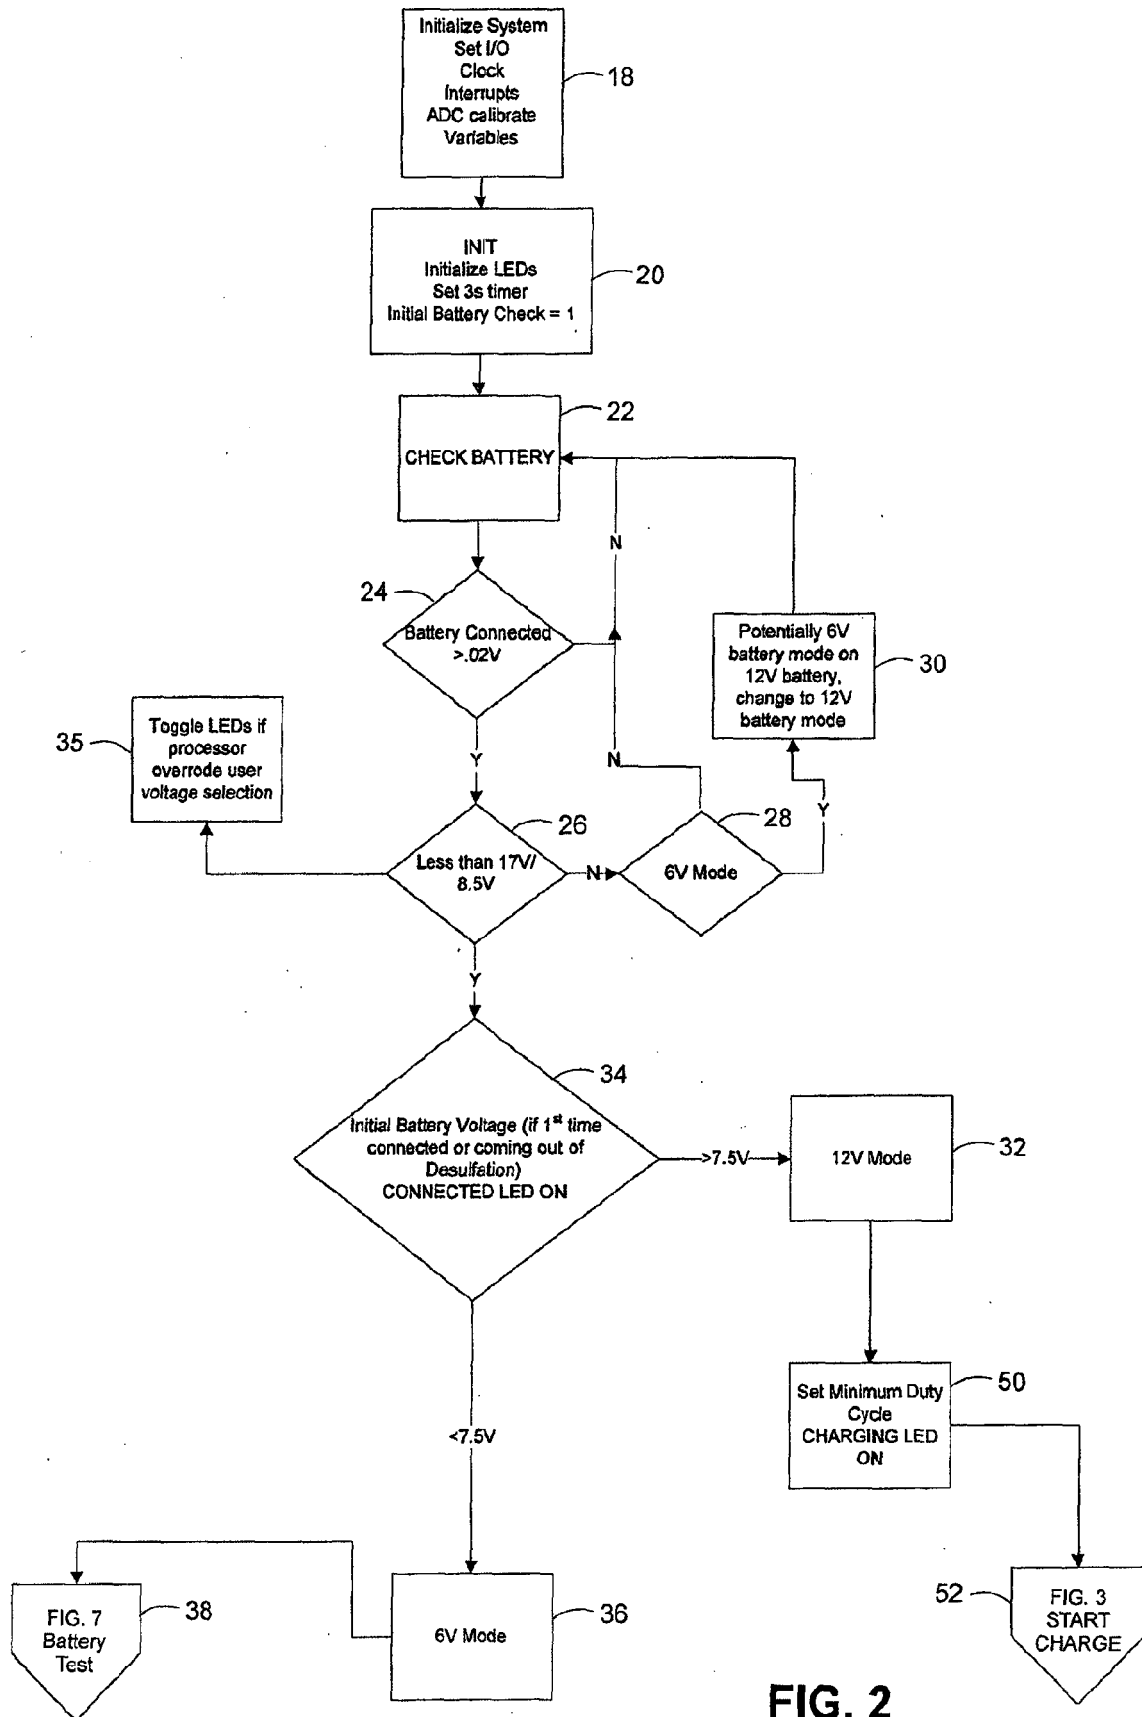 Initialize System
Set I/O
Clock
Interrupts
ADC calibrate
Variables
18
INIT
Initialize LEDs
Set 3s timer
Initial Battery Check = 1
20
CHECK BATTERY
22
N
24
Battery Connected
>.02V
Potentially 6V
battery mode on
12V battery,
change to 12V
battery mode
30
Toggle LEDs if
processor
overrode user
voltage selection
35
Y
N
Y
26
Less than 17V/
8.5V
N
28
6V Mode
Y
34
Initial Battery Voltage (if 1st time
connected or coming out of
Desulfation)
CONNECTED LED ON
>7.5V
12V Mode
32
Set Minimum Duty
Cycle
CHARGING LED
ON
50
<7.5V
FIG. 7
Battery
Test
38
6V Mode
36
52
FIG. 3
START
CHARGE
FIG. 2